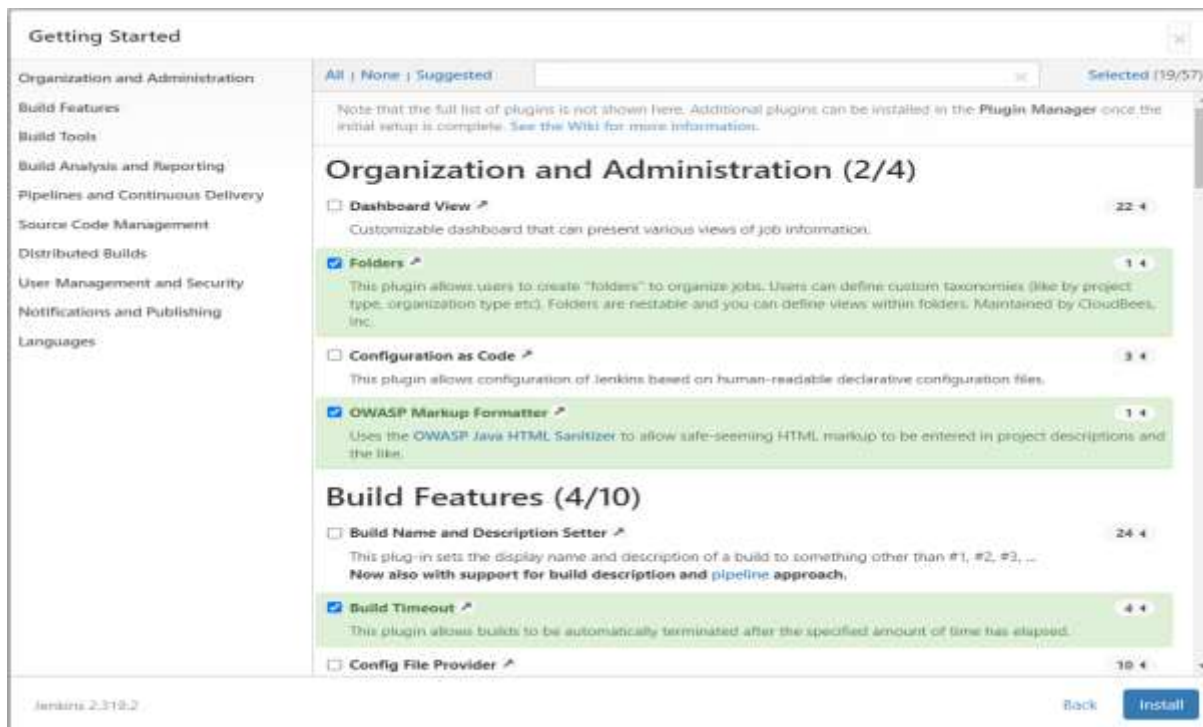 Getting Started
Organization and Administration
Build Features
Build Tools
Build Analysis and Reporting
Pipelines and Continuous Delivery
Source Code Management
Distributed Builds
User Management and Security
Notifications and Publishing
Languages
All | None | Suggested
Selected (19/57)
Note that the full list of plugins is not shown here. Additional plugins can be installed in the Plugin Manager once the
initial setup is complete. See the Wiki for more information.
Organization and Administration (2/4)
Dashboard View 22
Customizable dashboard that can present various views of job information.
Folders 1
This plugin allows users to create "folders" to organize jobs. Users can define custom taxonomies (like by project
type, organization type etc). Folders are nestable and you can define views within folders. Maintained by CloudBees,
Inc.
Configuration as Code 3
This plugin allows configuration of Jenkins based on human-readable declarative configuration files.
OWASP Markup Formatter 1
Uses the OWASP Java HTML Sanitizer to allow safe-seeming HTML markup to be entered in project descriptions and
the like.
Build Features (4/10)
Build Name and Description Setter 24
This plug-in sets the display name and description of a build to something other than #1, #2, #3, ...
Now also with support for build description and pipeline approach.
Build Timeout 4
This plugin allows builds to be automatically terminated after the specified amount of time has elapsed.
Config File Provider 10
Jenkins 2.319.2
Back
Install